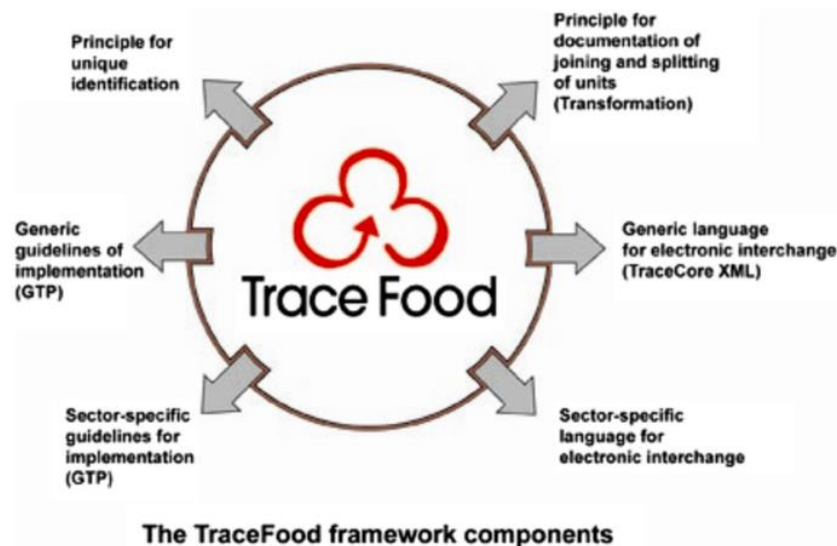 Principle for
unique
identification
Principle for
documentation of
joining and splitting
of units
(Transformation)
Generic
guidelines of
implementation
(GTP)
Trace Food
Generic language
for electronic interchange
(TraceCore XML)
Sector-specific
guidelines for
implementation
(GTP)
Sector-specific
language for
electronic interchange
The TraceFood framework components